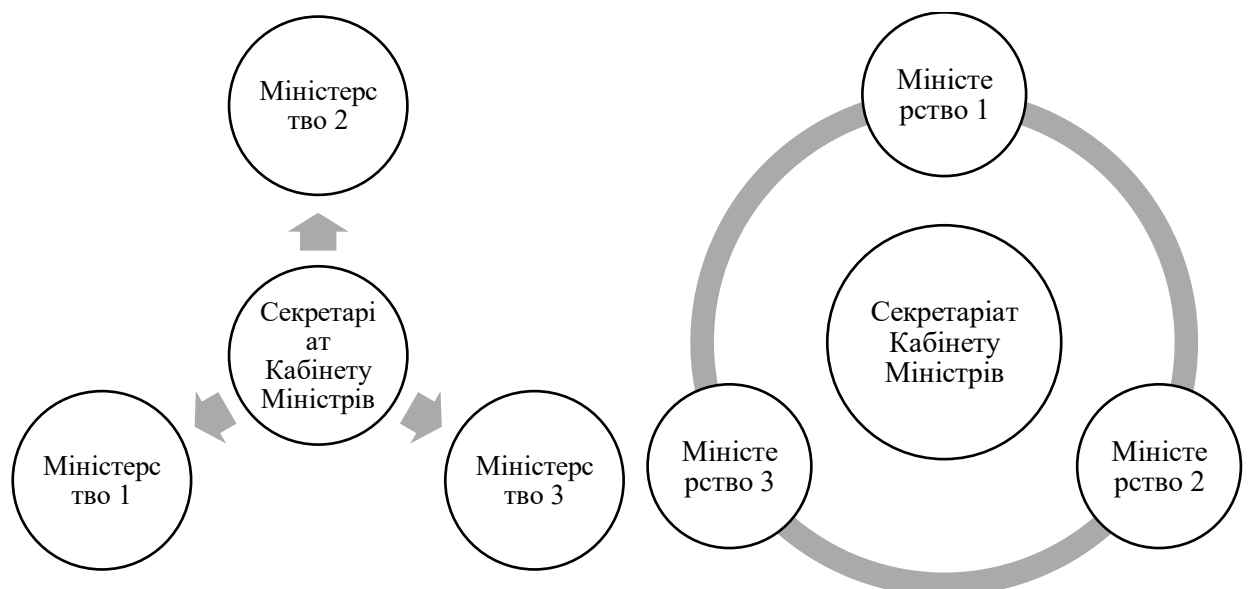 Міністерс
тво 2
Секретарі
ат
Кабінету
Міністрів
Міністерс
тво 1
Міністерс
тво 3
Місте
рство 1
Секретаріат
Кабінету
Міністрів
Міністе
рство 3
Міністе
рство 2